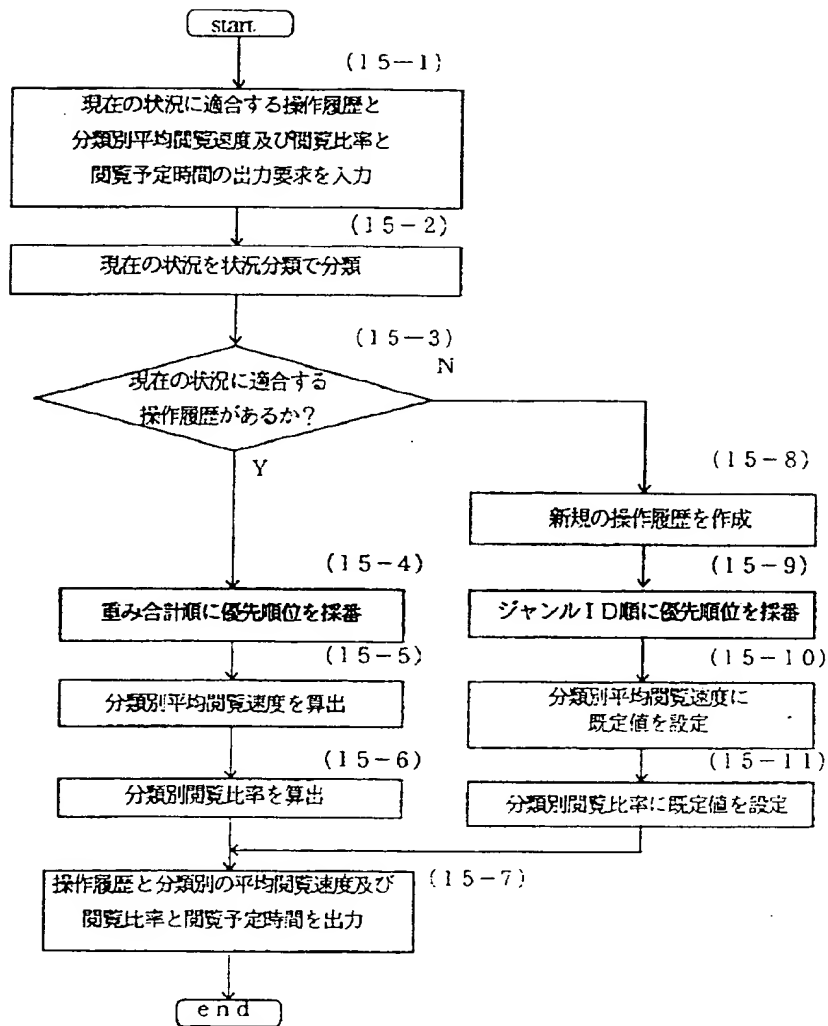 start
(15-1)
現在の状況に適合する操作履歴と
分類別平均閲覧速度及び閲覧比率と
閲覧予定時間の出力要求を入力
(15-2)
現在の状況を状況分類で分類
(15-3)
現在の状況に適合する
操作履歴があるか?
N
Y
(15-4)
重み合計順に優先順位を採番
(15-5)
分類別平均閲覧速度を算出
(15-6)
分類別閲覧比率を算出
(15-8)
新規の操作履歴を作成
(15-9)
ジャンルID順に優先順位を採番
(15-10)
分類別平均閲覧速度に
既定値を設定
(15-11)
分類別閲覧比率に既定値を設定
(15-7)
操作履歴と分類別の平均閲覧速度及び
閲覧比率と閲覧予定時間を出力
end